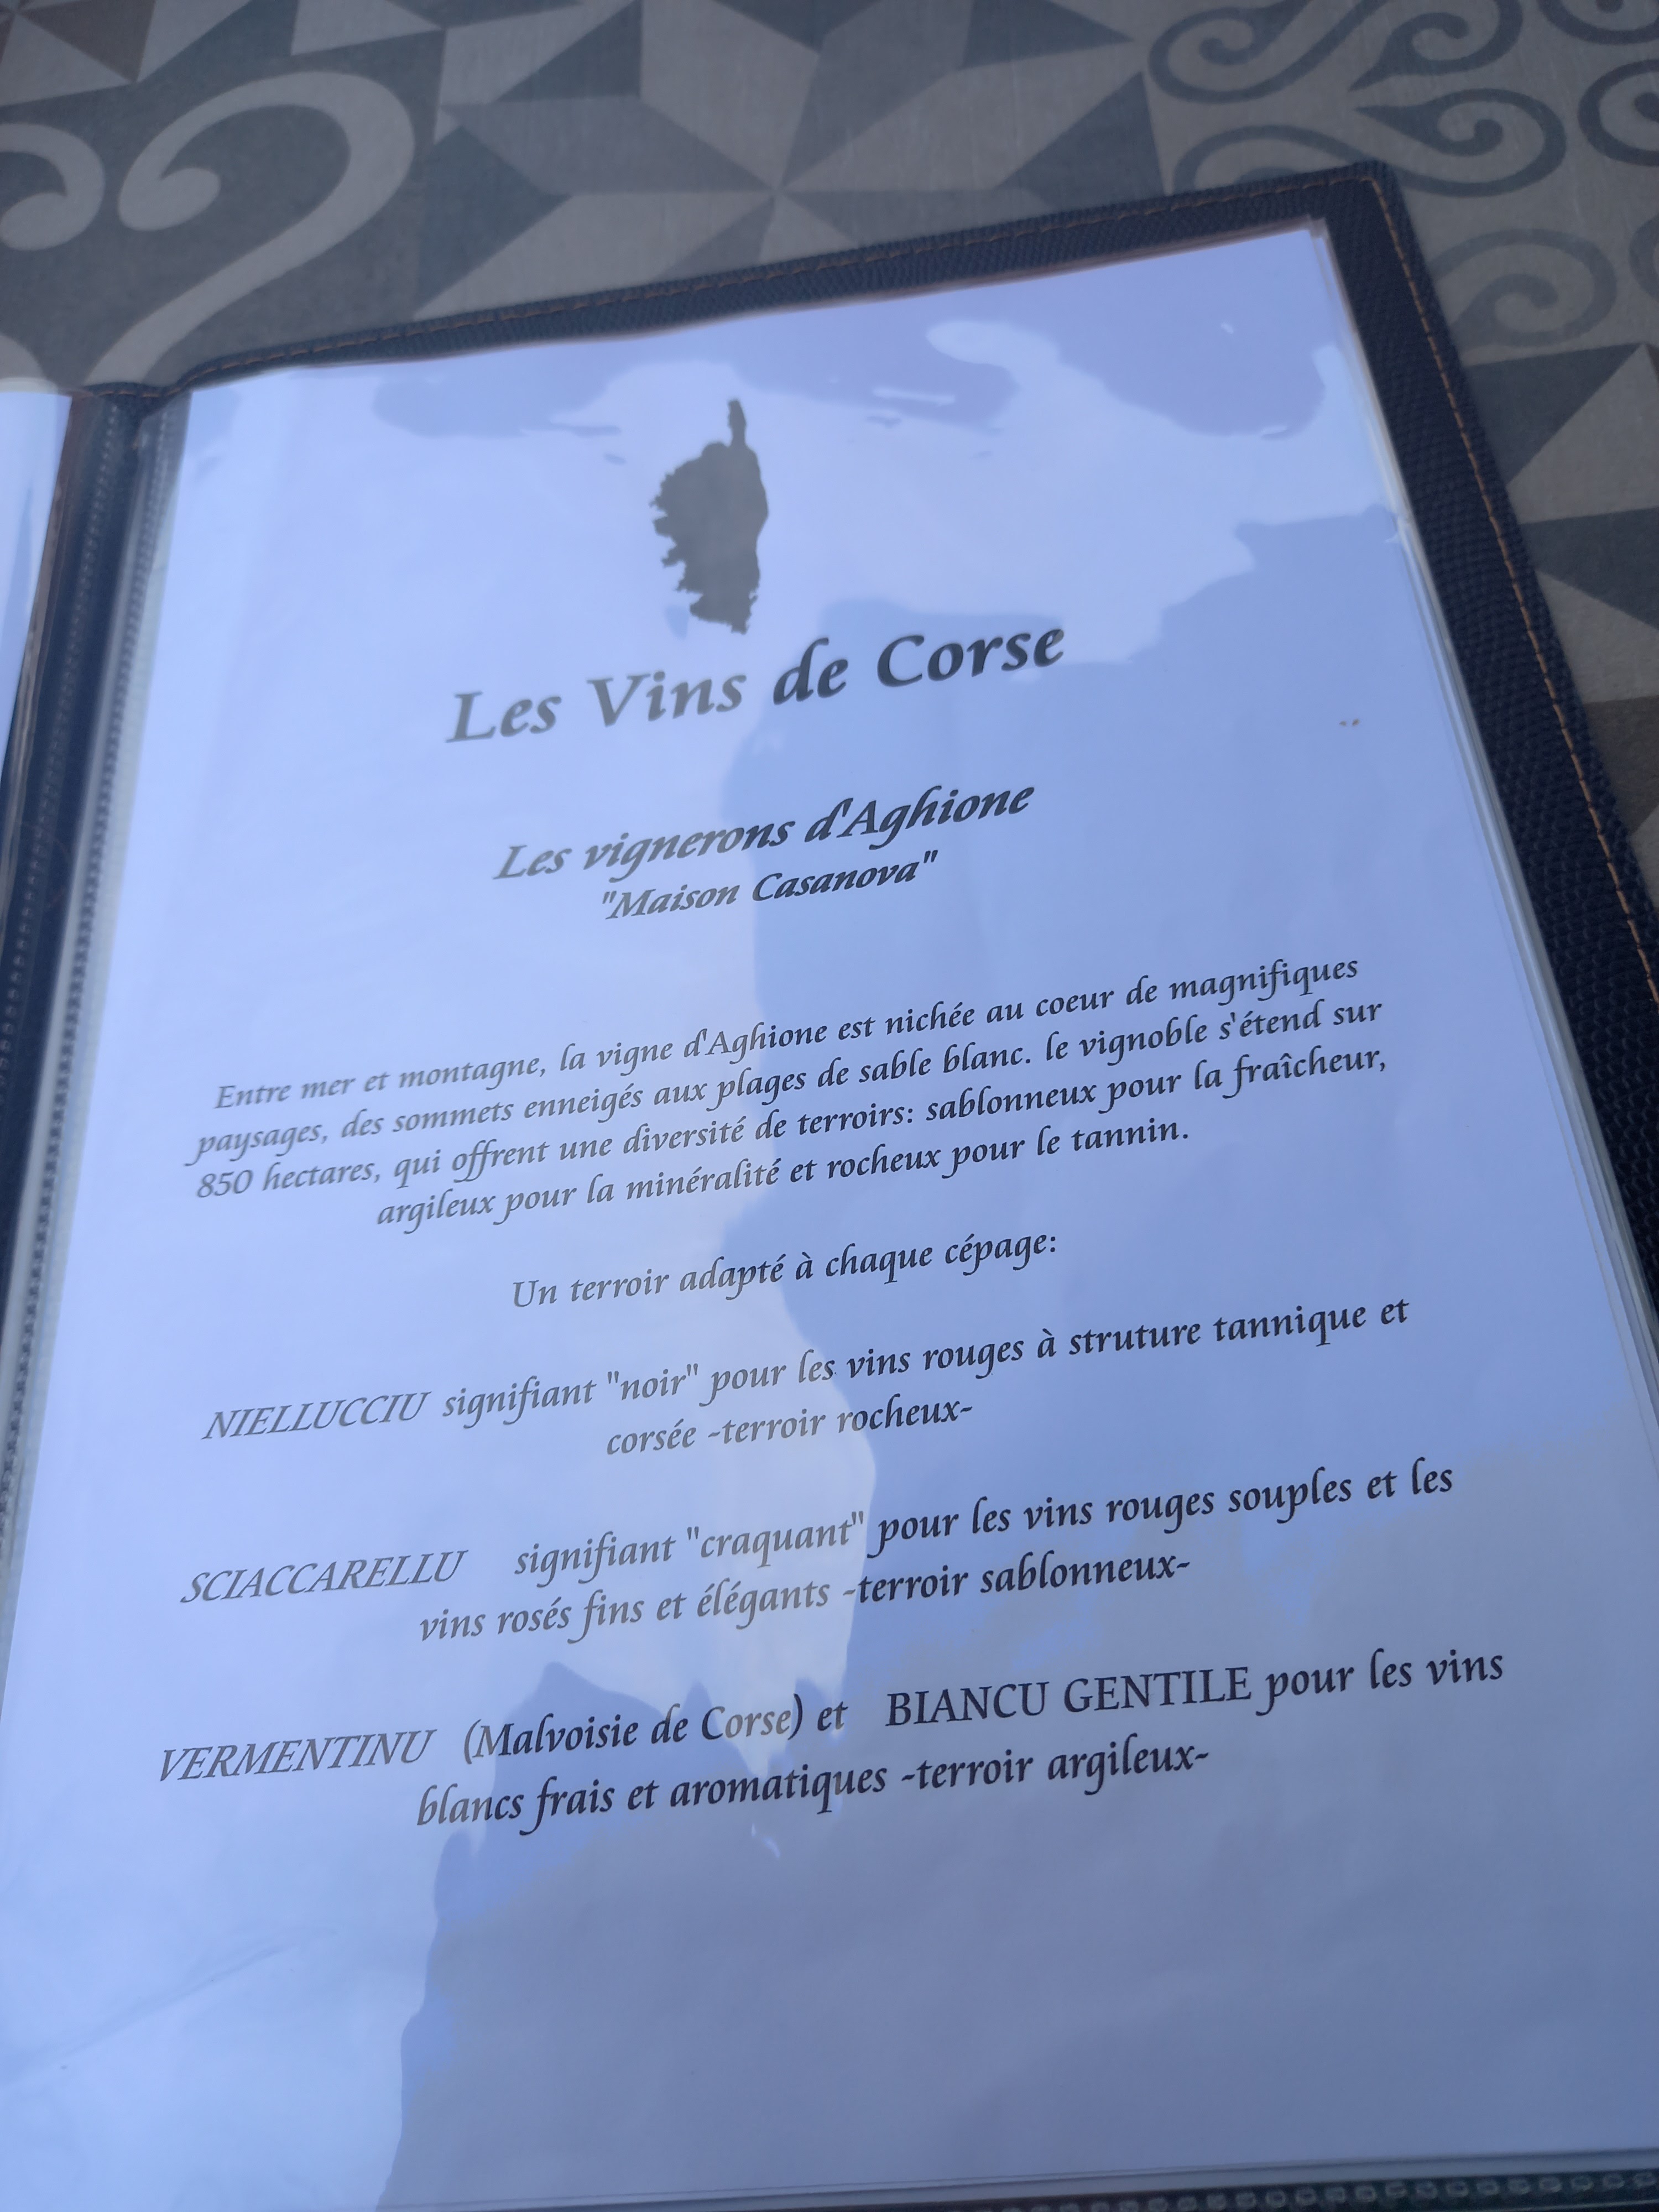 Les Vins de Corse
Les vignerons d'Aghione
"Maison Casanova"
Entre mer et montagne, la vigne d'Aghione est nichée au coeur de magnifiques
paysages, des sommets enneigés aux plages de sable blanc. le vignoble s'étend sur
850 hectares, qui offrent une diversité de terroirs: sablonneux pour la fraîcheur,
argileux pour la minéralité et rocheux pour le tannin.
Un terroir adapté à chaque cépage:
NIELLUCCIU signifiant "noir" pour les vins rouges à struture tannique et
corsée -terroir rocheux-
SCIACCARELLU signifiant "craquant" pour les vins rouges souples et les
vins rosés fins et élégants -terroir sablonneux-
VERMENTINU (Malvoisie de Corse) et BIANCU GENTILE pour les vins
blancs frais et aromatiques -terroir argileux-